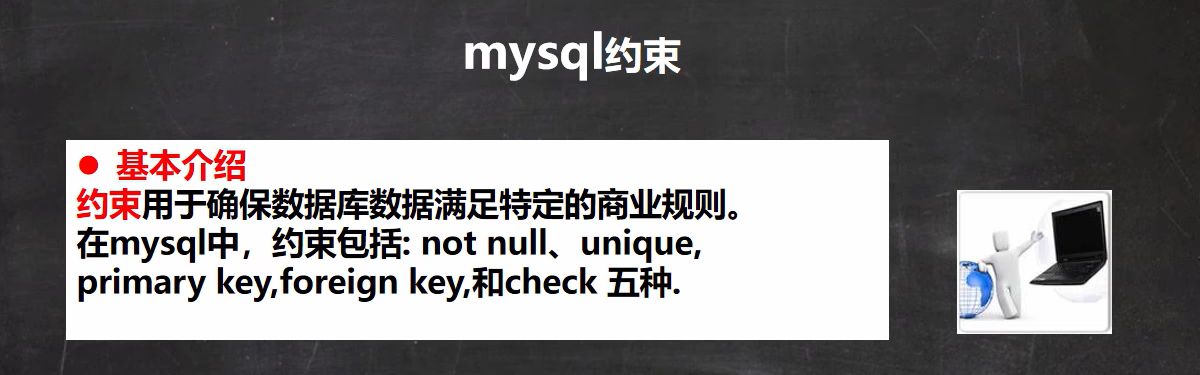 mysql约束
● 基本介绍
约束用于确保数据库数据满足特定的商业规则。
在mysql中，约束包括: not null、unique,
primary key,foreign key,和check 五种.